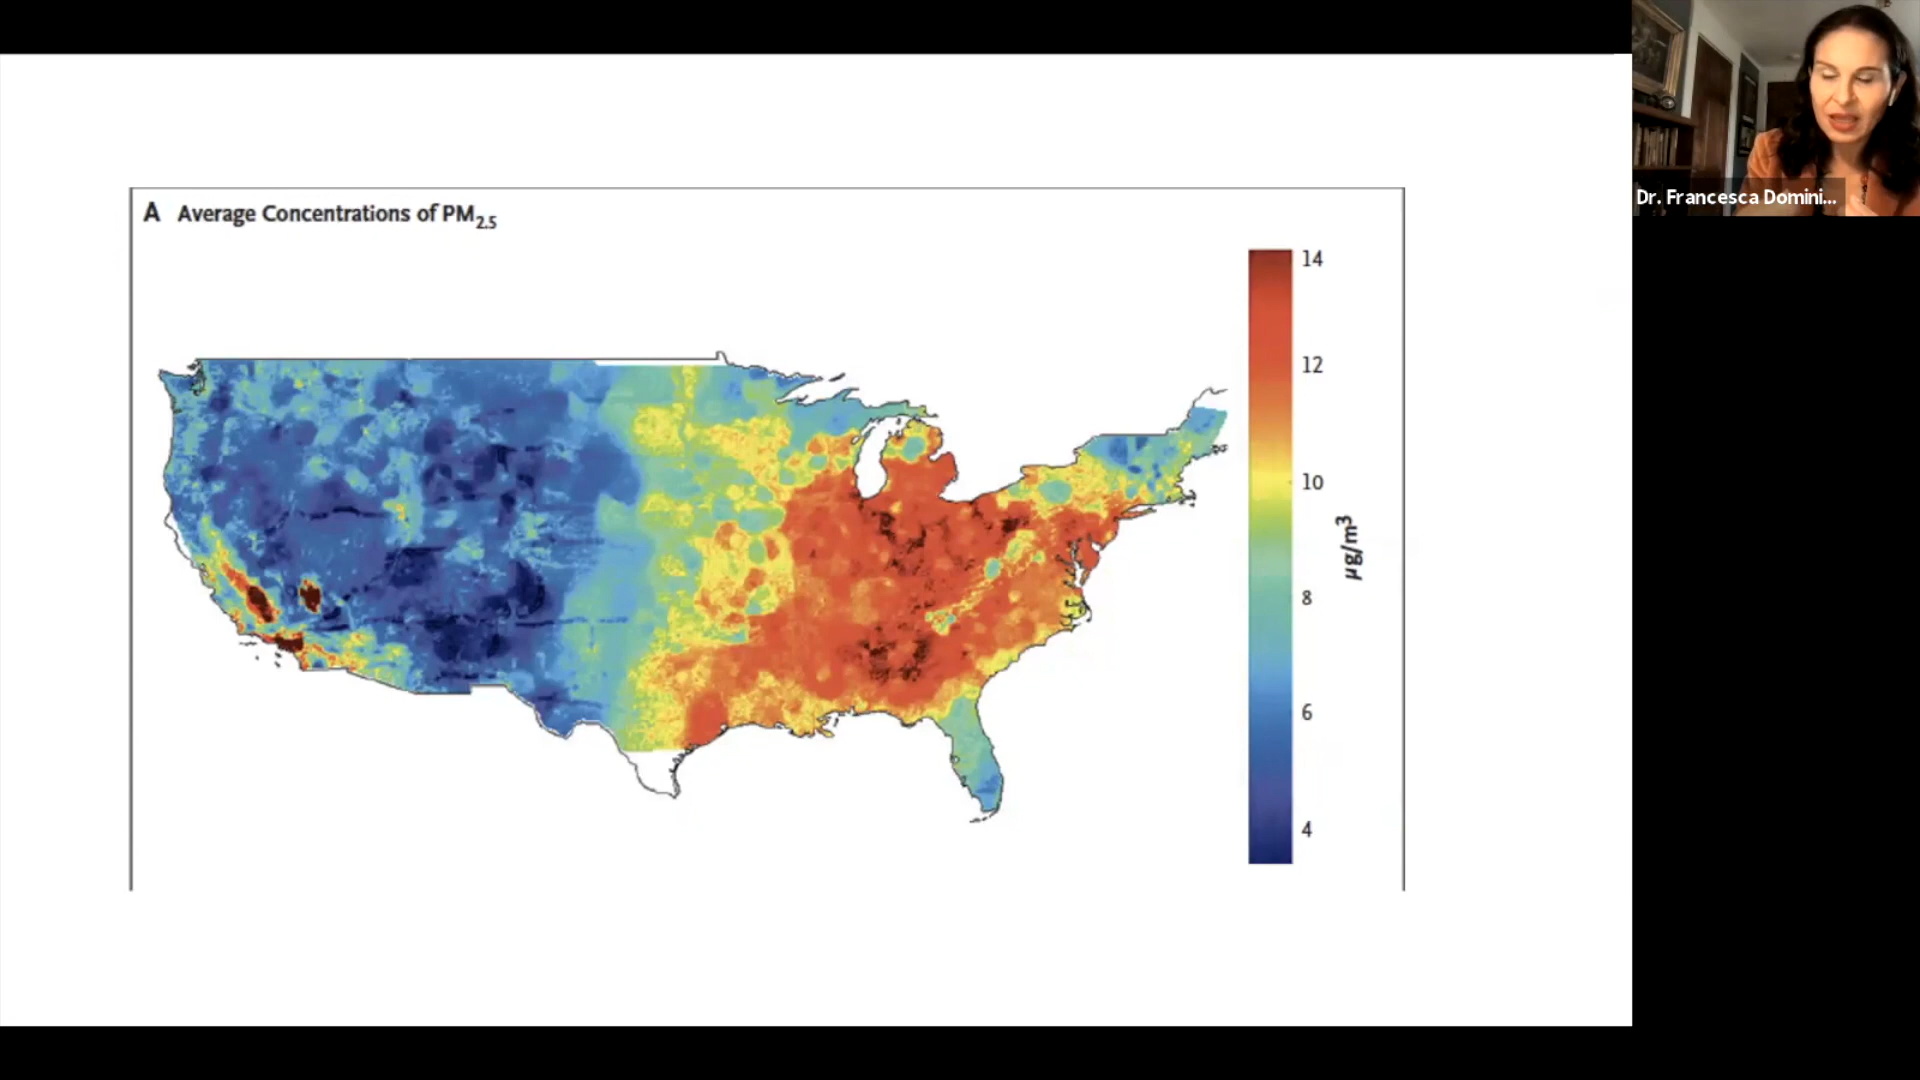 A Average Concentrations of PM2.5
14
12
10
8
6
4
µg/m³
Dr. Francesca Domini...